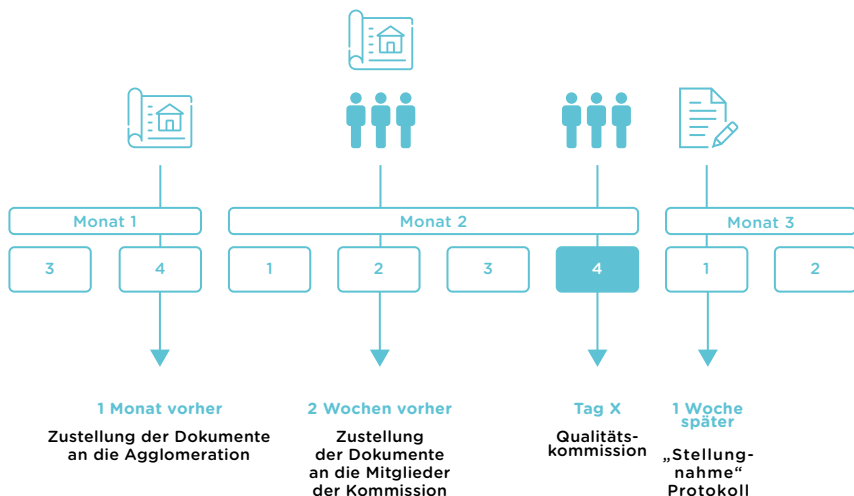 Monat 1
Monat 2
Monat 3
3
4
1
2
3
4
1
2
1 Monat vorher
Zustellung der Dokumente
an die Agglomeration
2 Wochen vorher
Zustellung
der Dokumente
an die Mitglieder
der Kommission
Tag X
Qualitäts-
kommission
1 Woche
später
„Stellung-
nahme“
Protokoll